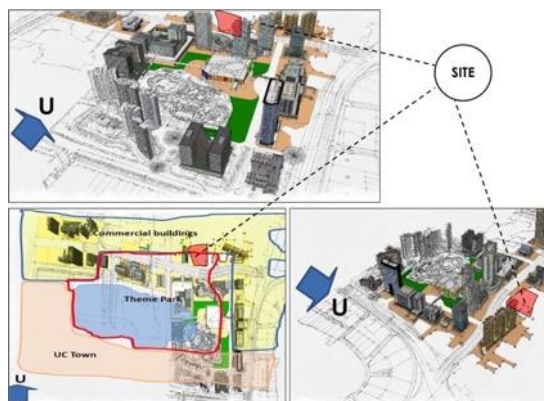 SITE
U
Commercial buildings
Theme Park
UC Town
U
U